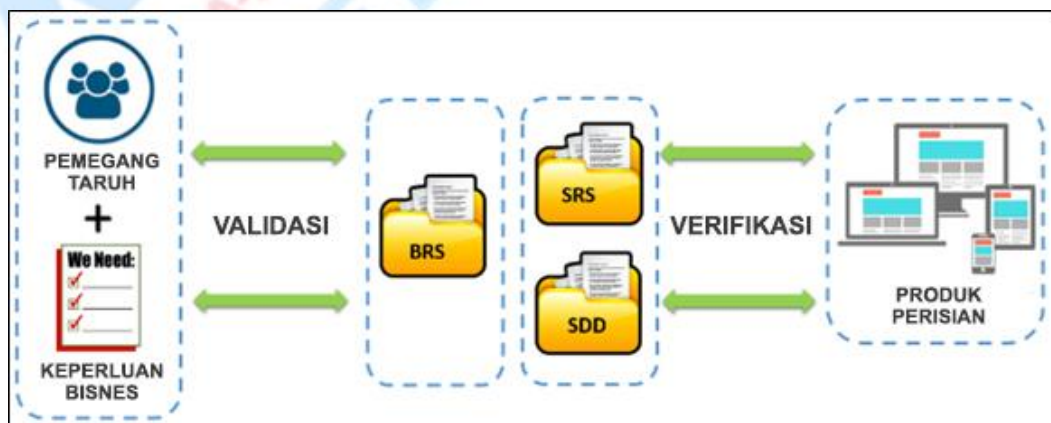 PEMEGANG
TARUH
+
We Need:
KEPERLUAN
BISNES
VALIDASI
BRS
SRS
SDD
VERIFIKASI
PRODUK
PERISIAN